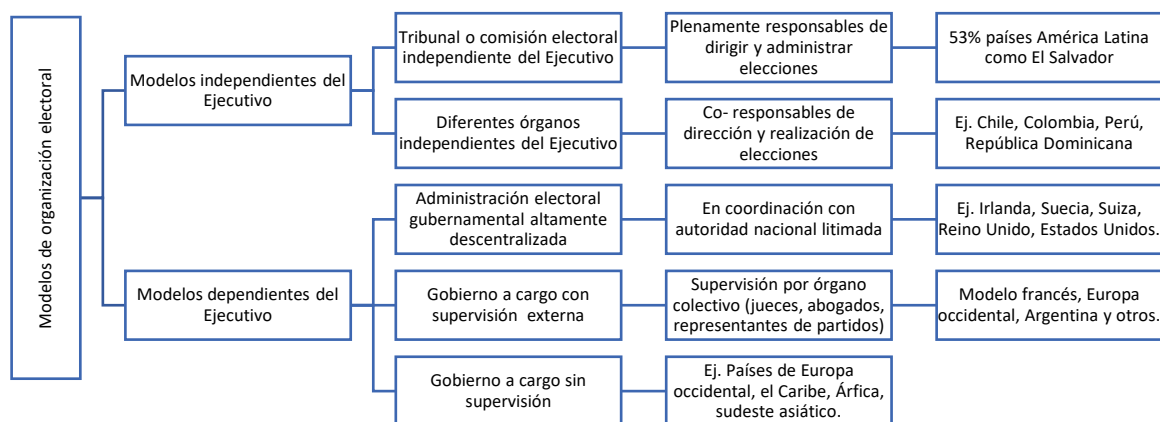 Modelos de organización electoral
Modelos independientes del
Ejecutivo
Tribunal o comisión electoral
independiente del Ejecutivo
Plenamente responsables de
dirigir y administrar
elecciones
53% países América Latina
como El Salvador
Diferentes órganos
independientes del Ejecutivo
Co- responsables de
dirección y realización de
elecciones
Ej. Chile, Colombia, Perú,
República Dominicana
Modelos dependientes del
Ejecutivo
Administración electoral
gubernamental altamente
descentralizada
En coordinación con
autoridad nacional litimada
Ej. Irlanda, Suecia, Suiza,
Reino Unido, Estados Unidos.
Gobierno a cargo con
supervisión externa
Supervisión por órgano
colectivo (jueces, abogados,
representantes de partidos)
Modelo francés, Europa
occidental, Argentina y otros.
Gobierno a cargo sin
supervisión
Ej. Países de Europa
occidental, el Caribe, Árfica,
sudeste asiático.